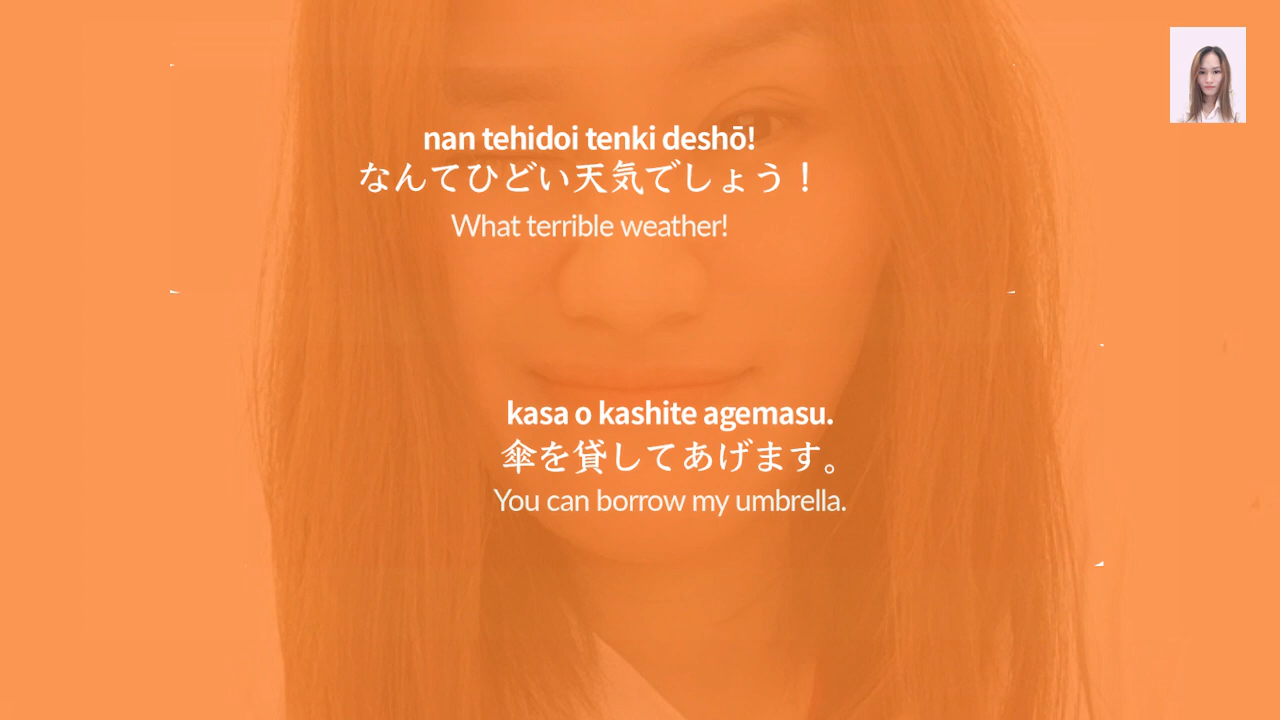 nan tehidoi tenki deshō!
なんてひどい天気でしょう！
What terrible weather!
kasa o kashite agemasu.
傘を貸してあげます。
You can borrow my umbrella.